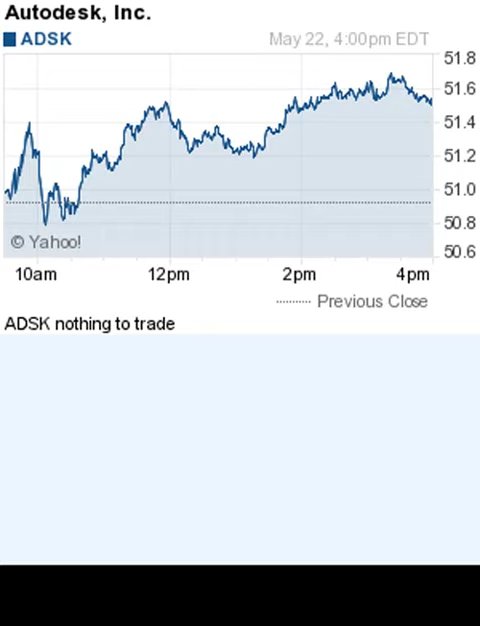 Autodesk, Inc.
ADSK May 22, 4:00pm EDT
51.8
51.6
51.4
51.2
51.0
50.8
50.6
© Yahoo!
10am 12pm 2pm 4pm
Previous Close
ADSK nothing to trade